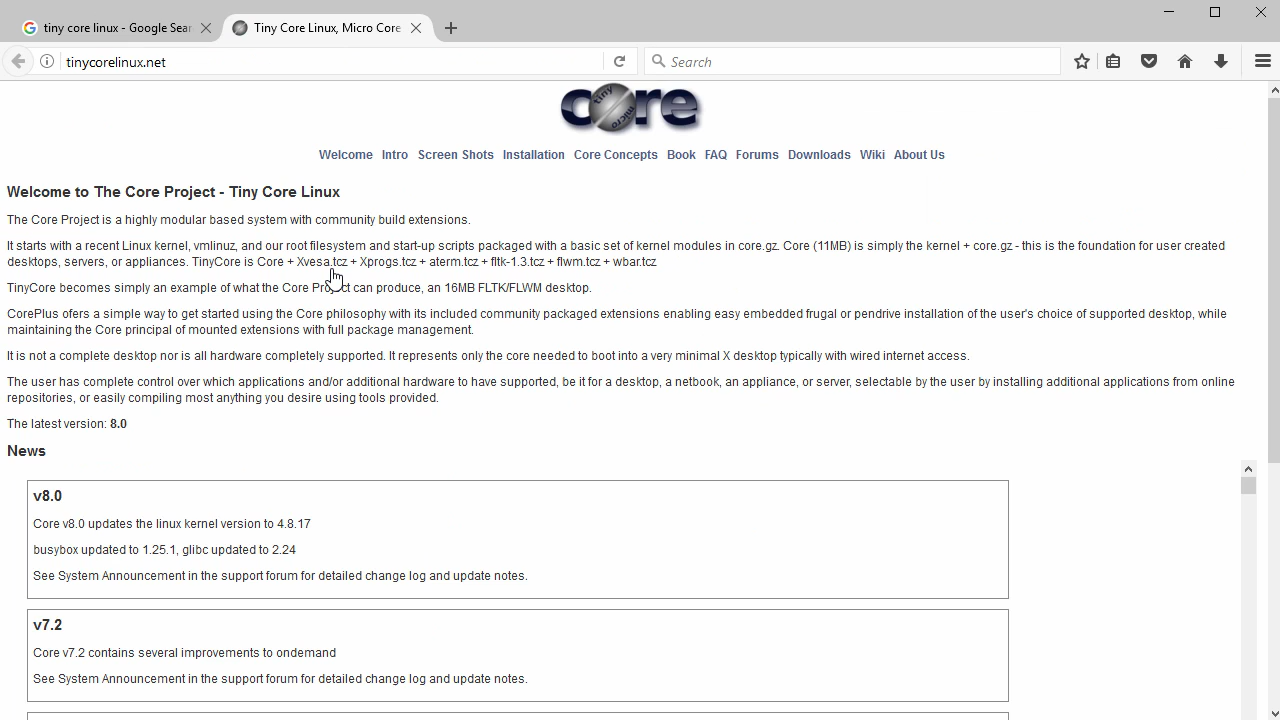 tiny core linux - Google Sear
Tiny Core Linux, Micro Core
tinycorelinux.net
Search
core
tiny
micro
Welcome Intro Screen Shots Installation Core Concepts Book FAQ Forums Downloads Wiki About Us
Welcome to The Core Project - Tiny Core Linux
The Core Project is a highly modular based system with community build extensions.
It starts with a recent Linux kernel, vmlinuz, and our root filesystem and start-up scripts packaged with a basic set of kernel modules in core.gz. Core (11MB) is simply the kernel + core.gz - this is the foundation for user created
desktops, servers, or appliances. TinyCore is Core + Xvesa.tcz + Xprogs.tcz + aterm.tcz + fltk-1.3.tcz + flwm.tcz + wbar.tcz
TinyCore becomes simply an example of what the Core Project can produce, an 16MB FLTK/FLWM desktop.
CorePlus ofers a simple way to get started using the Core philosophy with its included community packaged extensions enabling easy embedded frugal or pendrive installation of the user's choice of supported desktop, while
maintaining the Core principal of mounted extensions with full package management.
It is not a complete desktop nor is all hardware completely supported. It represents only the core needed to boot into a very minimal X desktop typically with wired internet access.
The user has complete control over which applications and/or additional hardware to have supported, be it for a desktop, a netbook, an appliance, or server, selectable by the user by installing additional applications from online
repositories, or easily compiling most anything you desire using tools provided.
The latest version: 8.0
News
v8.0
Core v8.0 updates the linux kernel version to 4.8.17
busybox updated to 1.25.1, glibc updated to 2.24
See System Announcement in the support forum for detailed change log and update notes.
v7.2
Core v7.2 contains several improvements to ondemand
See System Announcement in the support forum for detailed change log and update notes.